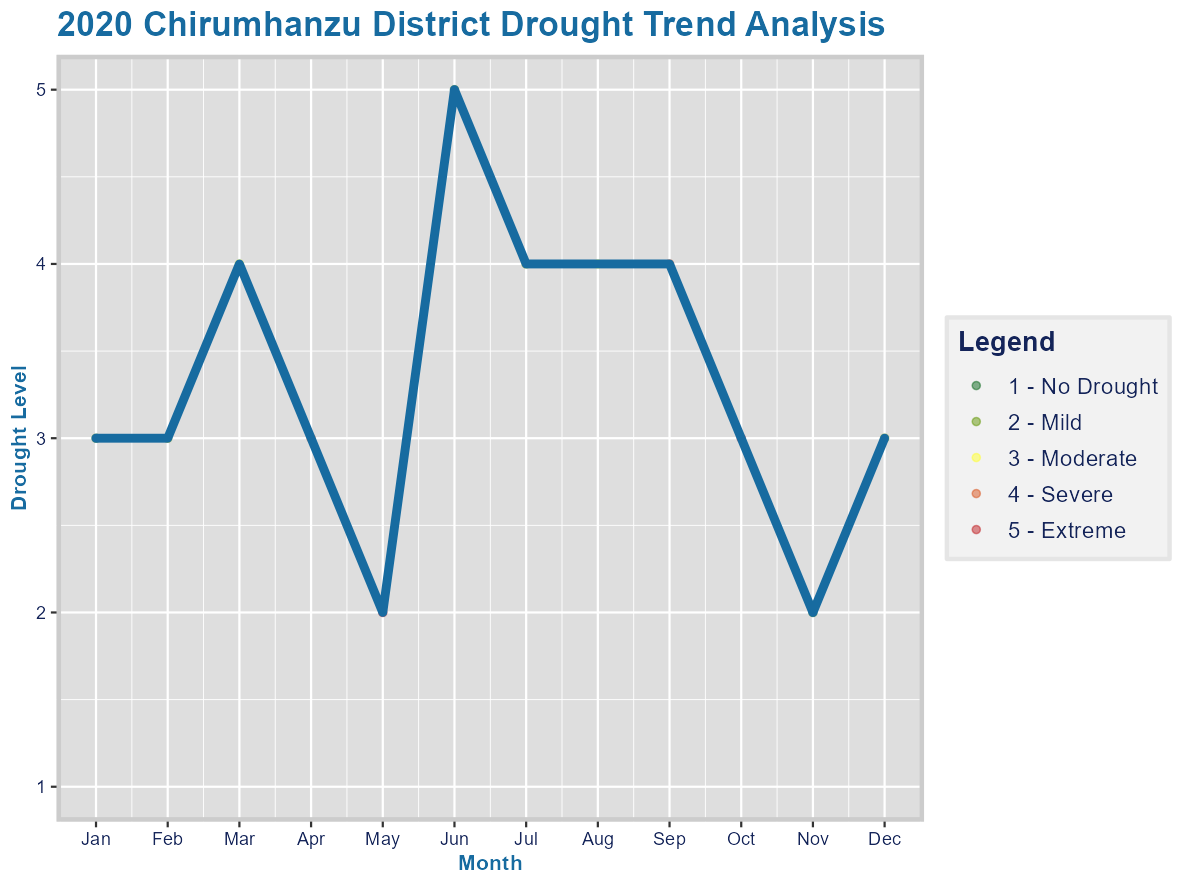 2020 Chirumhanzu District Drought Trend Analysis
5
4
3
2
1
Drought Level
Jan Feb Mar Apr May Jun Jul Aug Sep Oct Nov Dec
Month
Legend
1 - No Drought
2 - Mild
3 - Moderate
4 - Severe
5 - Extreme